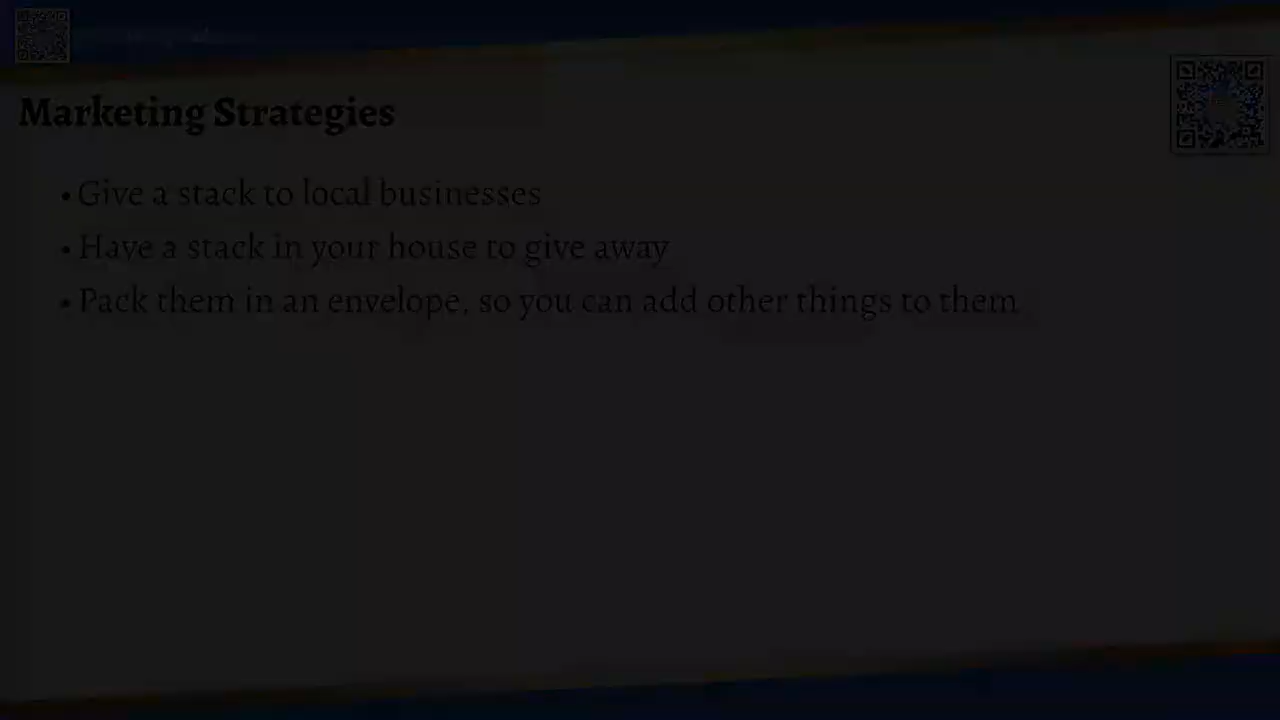 Marketing Strategies
• Give a stack to local businesses
• Have a stack in your house to give away
• Pack them in an envelope, so you can add other things to them